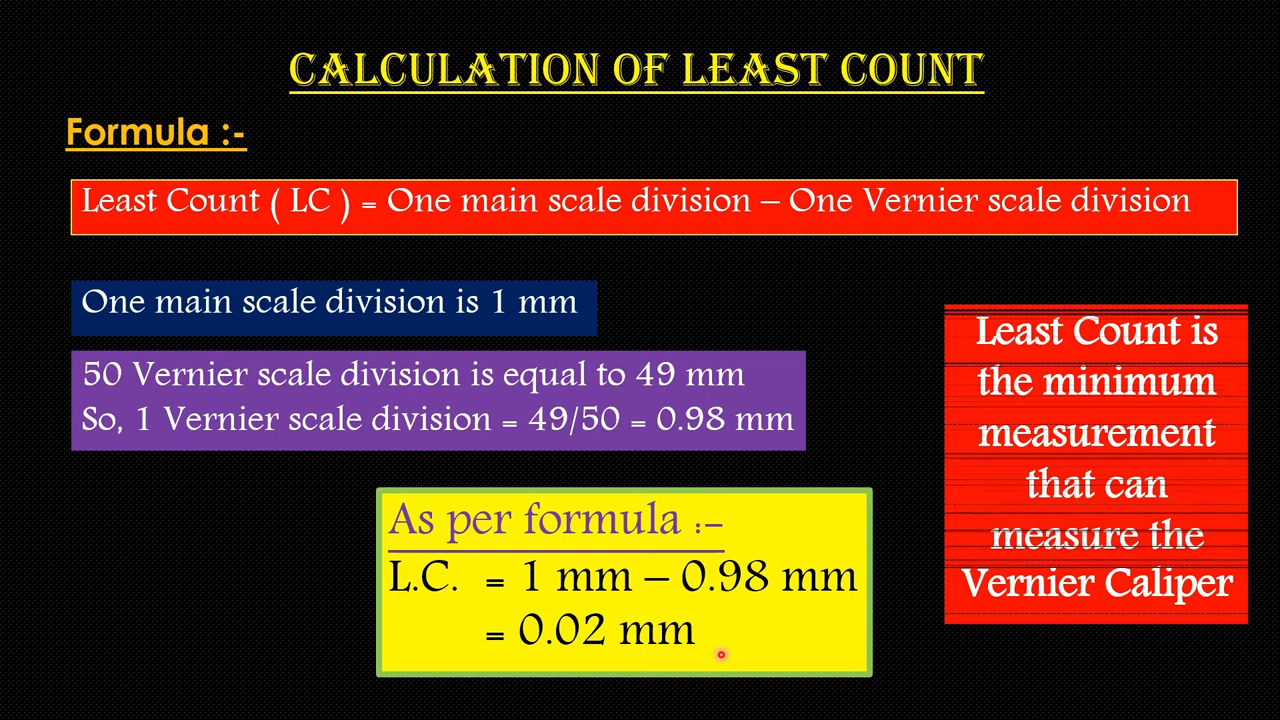 CALCULATION OF LEAST COUNT
Formula :-
Least Count ( LC ) = One main scale division – One Vernier scale division
One main scale division is 1 mm
50 Vernier scale division is equal to 49 mm
So, 1 Vernier scale division = 49/50 = 0.98 mm
As per formula :–
L.C. = 1 mm – 0.98 mm
= 0.02 mm
Least Count is
the minimum
measurement
that can
measure the
Vernier Caliper